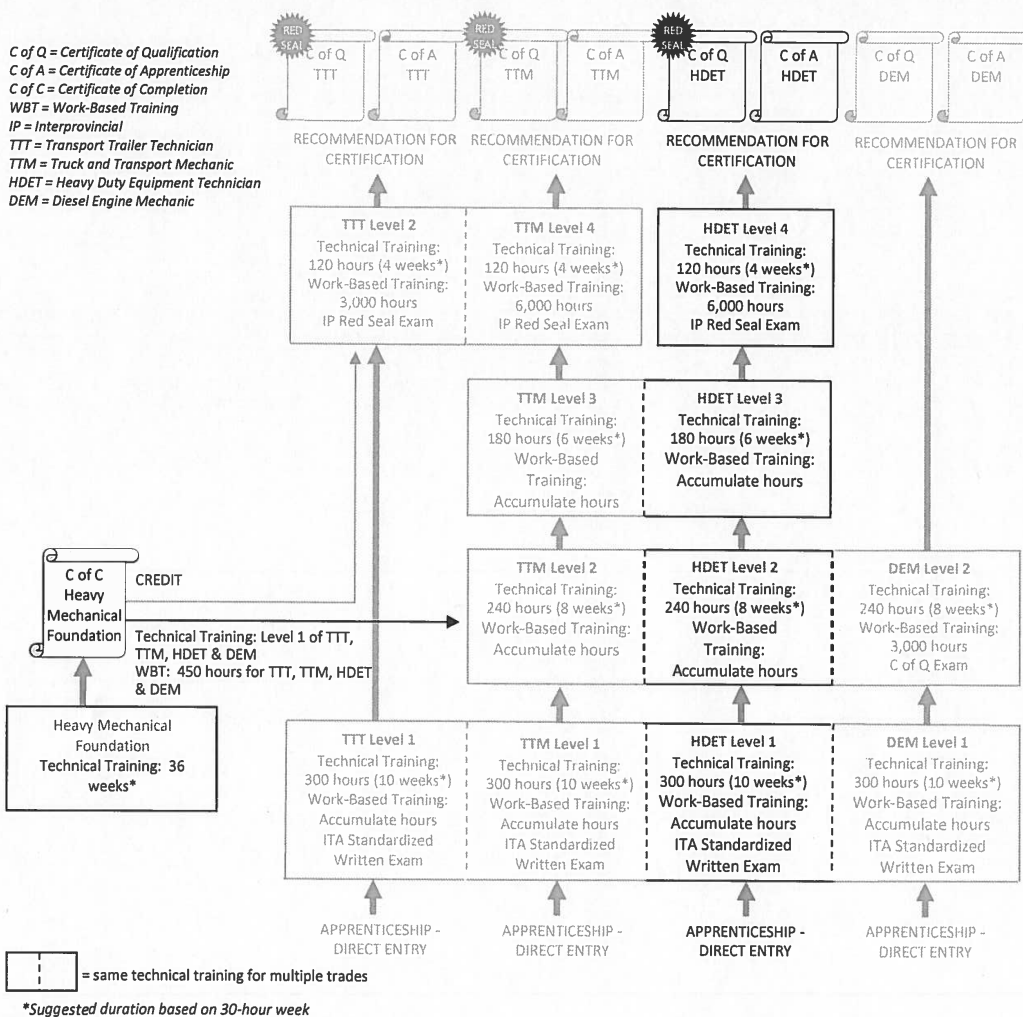 C of Q = Certificate of Qualification
C of A = Certificate of Apprenticeship
C of C = Certificate of Completion
WBT = Work-Based Training
IP = Interprovincial
TTT = Transport Trailer Technician
TTM = Truck and Transport Mechanic
HDET = Heavy Duty Equipment Technician
DEM = Diesel Engine Mechanic
RED
SEAL
C of Q
TTT
C of A
TTT
RED
SEAL
C of Q
TTM
C of A
TTM
RED
SEAL
C of Q
HDET
C of A
HDET
C of Q
DEM
C of A
DEM
RECOMMENDATION FOR
CERTIFICATION
RECOMMENDATION FOR
CERTIFICATION
RECOMMENDATION FOR
CERTIFICATION
RECOMMENDATION FOR
CERTIFICATION
TTT Level 2
Technical Training:
120 hours (4 weeks*)
Work-Based Training:
3,000 hours
IP Red Seal Exam
TTM Level 4
Technical Training:
120 hours (4 weeks*)
Work-Based Training:
6,000 hours
IP Red Seal Exam
HDET Level 4
Technical Training:
120 hours (4 weeks*)
Work-Based Training:
6,000 hours
IP Red Seal Exam
TTM Level 3
Technical Training:
180 hours (6 weeks*)
Work-Based
Training:
Accumulate hours
HDET Level 3
Technical Training:
180 hours (6 weeks*)
Work-Based Training:
Accumulate hours
C of C
Heavy
Mechanical
Foundation
CREDIT
Technical Training: Level 1 of TTT,
TTM, HDET & DEM
WBT: 450 hours for TTT, TTM, HDET
& DEM
TTM Level 2
Technical Training:
240 hours (8 weeks*)
Work-Based Training:
Accumulate hours
HDET Level 2
Technical Training:
240 hours (8 weeks*)
Work-Based
Training:
Accumulate hours
DEM Level 2
Technical Training:
240 hours (8 weeks*)
Work-Based Training:
3,000 hours
C of Q Exam
Heavy Mechanical
Foundation
Technical Training: 36
weeks*
TTT Level 1
Technical Training:
300 hours (10 weeks*)
Work-Based Training:
Accumulate hours
ITA Standardized
Written Exam
TTM Level 1
Technical Training:
300 hours (10 weeks*)
Work-Based Training:
Accumulate hours
ITA Standardized
Written Exam
HDET Level 1
Technical Training:
300 hours (10 weeks*)
Work-Based Training:
Accumulate hours
ITA Standardized
Written Exam
DEM Level 1
Technical Training:
300 hours (10 weeks*)
Work-Based Training:
Accumulate hours
ITA Standardized
Written Exam
APPRENTICESHIP -
DIRECT ENTRY
APPRENTICESHIP -
DIRECT ENTRY
APPRENTICESHIP -
DIRECT ENTRY
APPRENTICESHIP -
DIRECT ENTRY
= same technical training for multiple trades
*Suggested duration based on 30-hour week